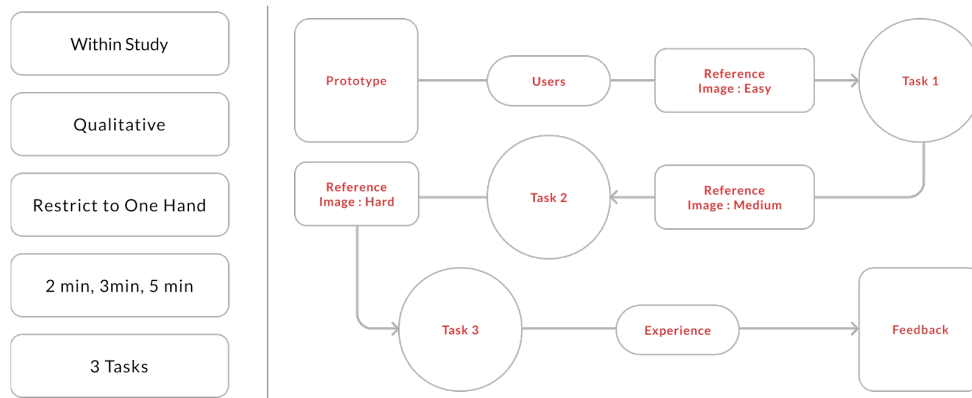 Within Study
Qualitative
Restrict to One Hand
2 min, 3min, 5 min
3 Tasks
Prototype
Users
Reference
Image : Easy
Task 1
Reference
Image : Medium
Task 2
Reference
Image : Hard
Task 3
Experience
Feedback